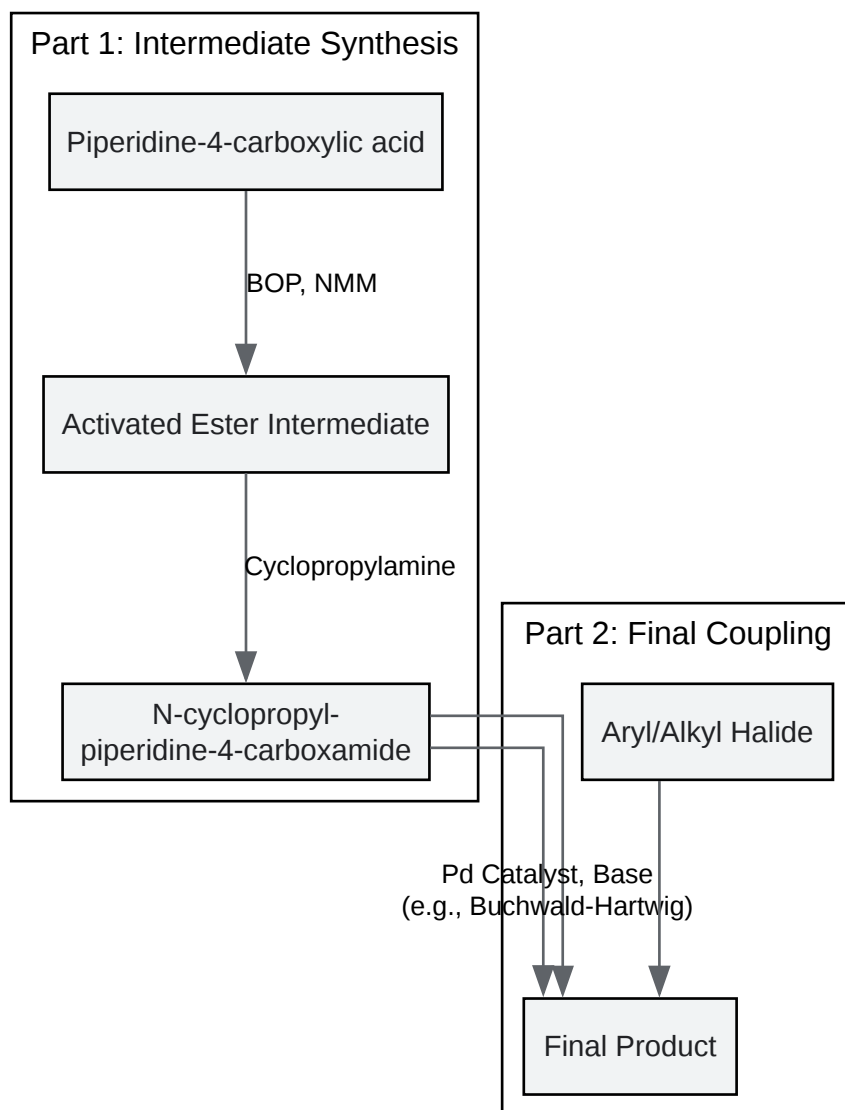 Part 1: Intermediate Synthesis
Piperidine-4-carboxylic acid
BOP, NMM
Activated Ester Intermediate
Cyclopropylamine
N-cyclopropyl-
piperidine-4-carboxamide
Part 2: Final Coupling
Aryl/Alkyl Halide
Pd Catalyst, Base
(e.g., Buchwald-Hartwig)
Final Product